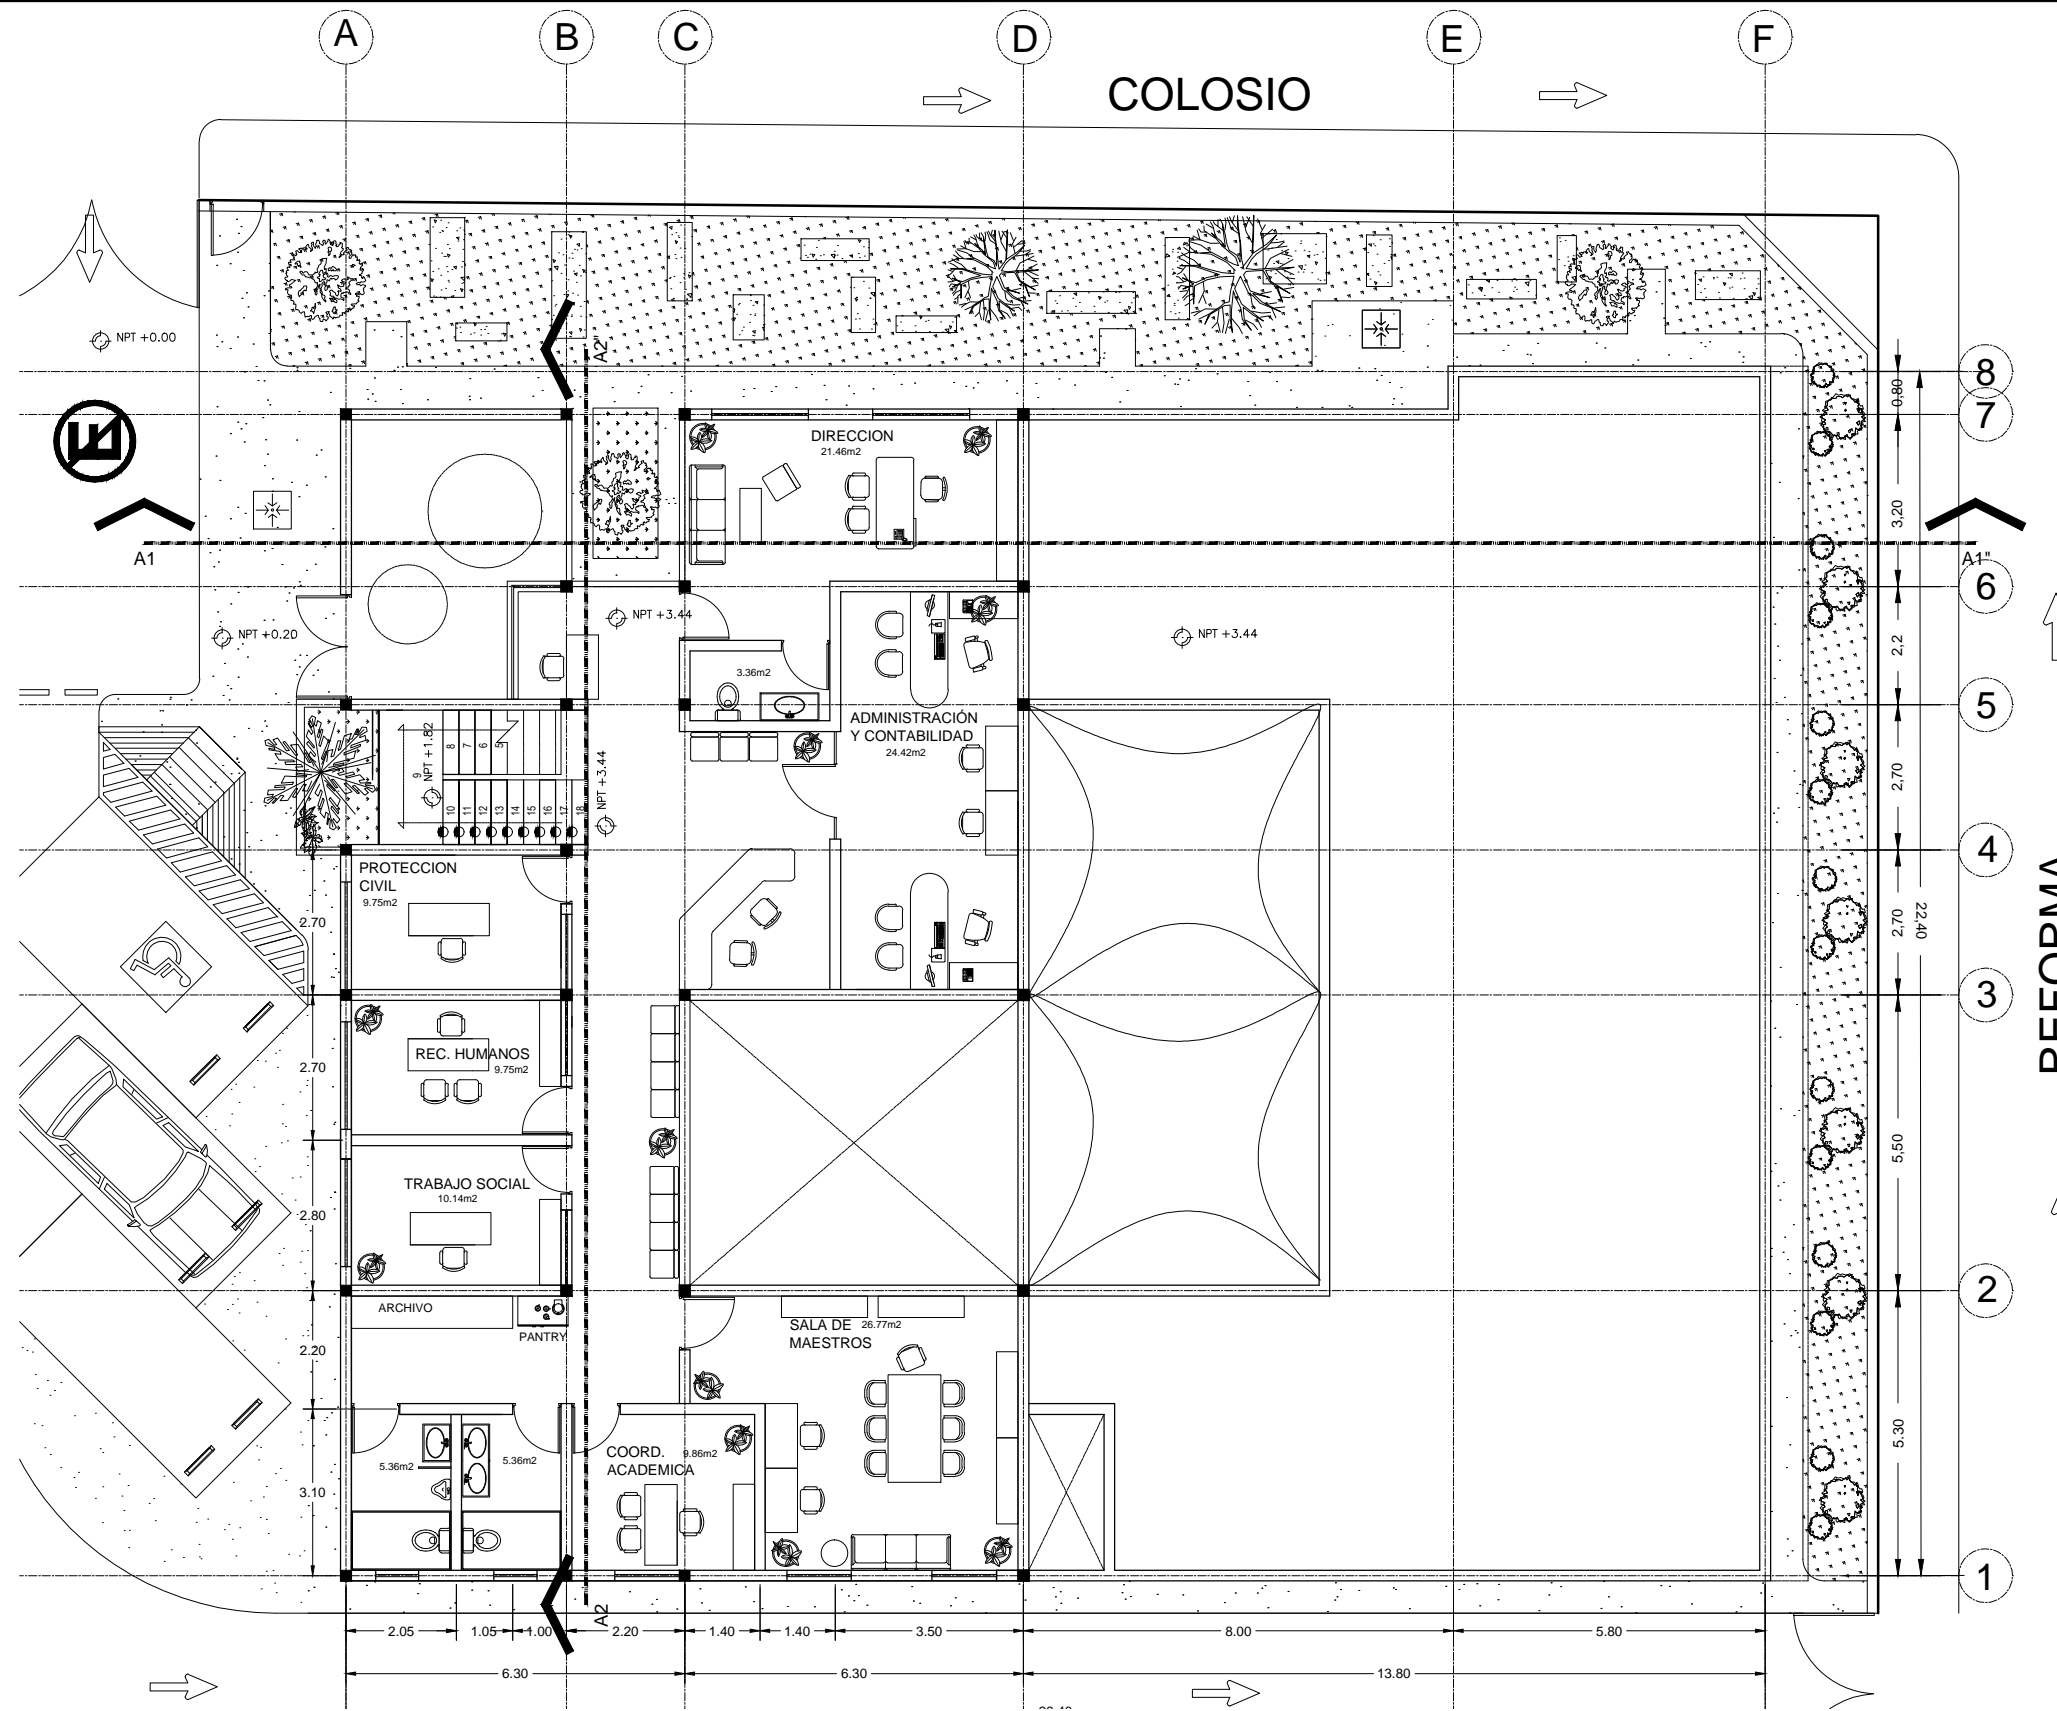 A
B
C
D
E
F
COLOSIO
NPT +0.00
A2"
8
7
6
5
4
3
2
1
0,80
3,20
2,2
2,70
2,70
22,40
5,50
5.30
E
A1
A1"
DIRECCION
21.46m2
NPT +0.20
NPT +3.44
NPT +3.44
3.36m2
ADMINISTRACIÓN
Y CONTABILIDAD
24.42m2
9
NPT +1.82
8
7
6
5
10
11
12
13
14
15
16
17
18
NPT +3.44
PROTECCION
CIVIL
9.75m2
2.70
REC. HUMANOS
9.75m2
2.70
TRABAJO SOCIAL
10.14m2
2.80
ARCHIVO
PANTRY
2.20
SALA DE
MAESTROS
26.77m2
COORD.
ACADEMICA
9.86m2
5.36m2
5.36m2
3.10
A2
2.05
1.05
1.00
2.20
1.40
1.40
3.50
8.00
5.80
6.30
6.30
13.80